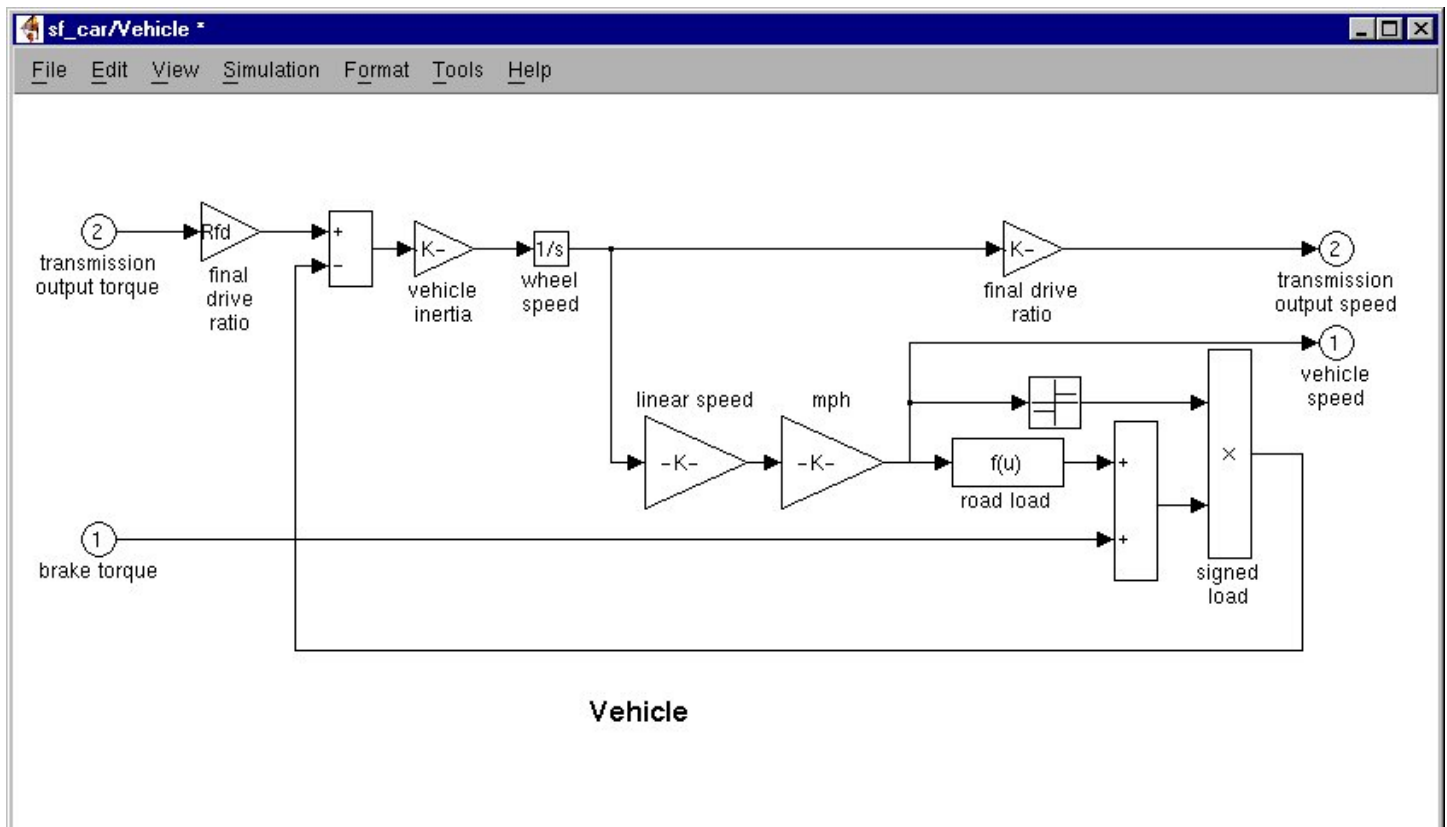 sf_car/Vehicle *
File Edit View Simulation Format Tools Help
2
transmission
output torque
Rfd
final
drive
ratio
+
−
K−
vehicle
inertia
1/s
wheel
speed
K−
final drive
ratio
2
transmission
output speed
1
vehicle
speed
linear speed
−K−
mph
−K−
f(u)
road load
+
+
×
signed
load
1
brake torque
Vehicle